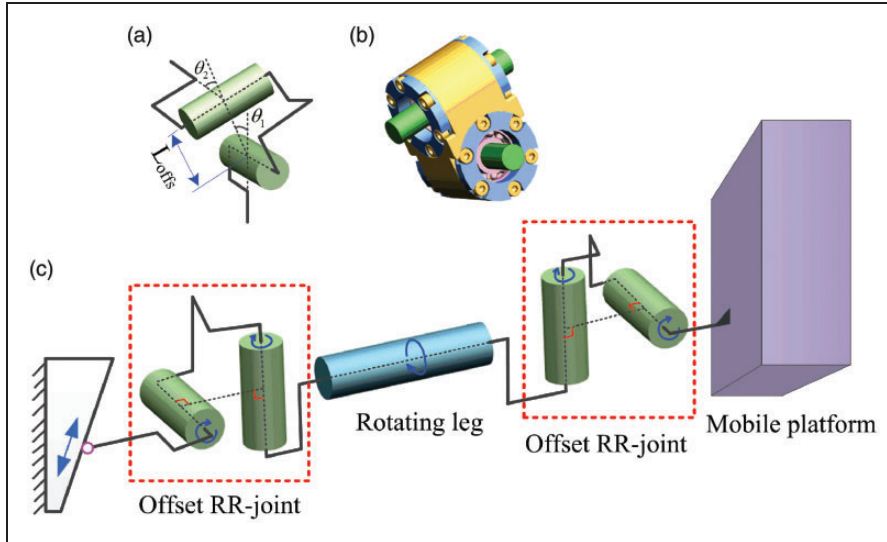 (a)
(b)
θ2
θ1
Loffs
(c)
Rotating leg
Mobile platform
Offset RR-joint
Offset RR-joint